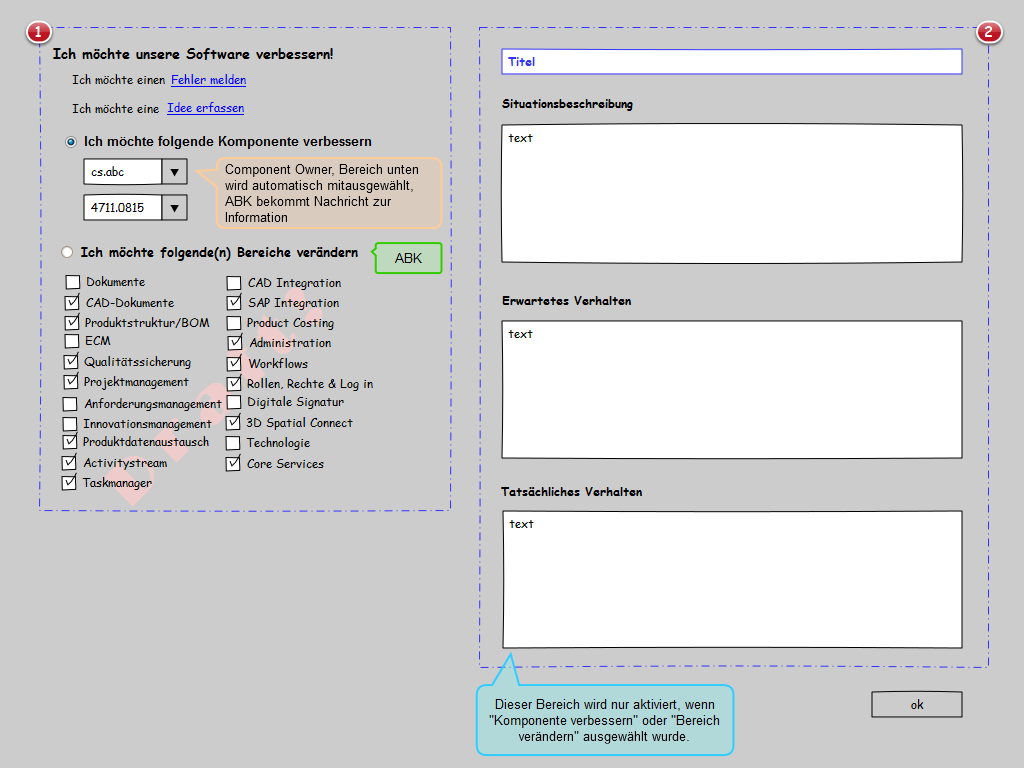 1
Ich möchte unsere Software verbessern!
Ich möchte einen Fehler melden
Ich möchte eine Idee erfassen
Ich möchte folgende Komponente verbessern
cs.abc
4711.0815
Component Owner, Bereich unten
wird automatisch mitausgewählt,
ABK bekommt Nachricht zur
Information
Ich möchte folgende(n) Bereiche verändern
ABK
Dokumente
CAD-Dokumente
Produktstruktur/BOM
ECM
Qualitätssicherung
Projektmanagement
Anforderungsmanagement
Innovationsmanagement
Produktdatenaustausch
Activitystream
Taskmanager
CAD Integration
SAP Integration
Product Costing
Administration
Workflows
Rollen, Rechte & Log in
Digitale Signatur
3D Spatial Connect
Technologie
Core Services
2
Titel
Situationsbeschreibung
text
Erwartetes Verhalten
text
Tatsächliches Verhalten
text
Dieser Bereich wird nur aktiviert, wenn
"Komponente verbessern" oder "Bereich
verändern" ausgewählt wurde.
ok